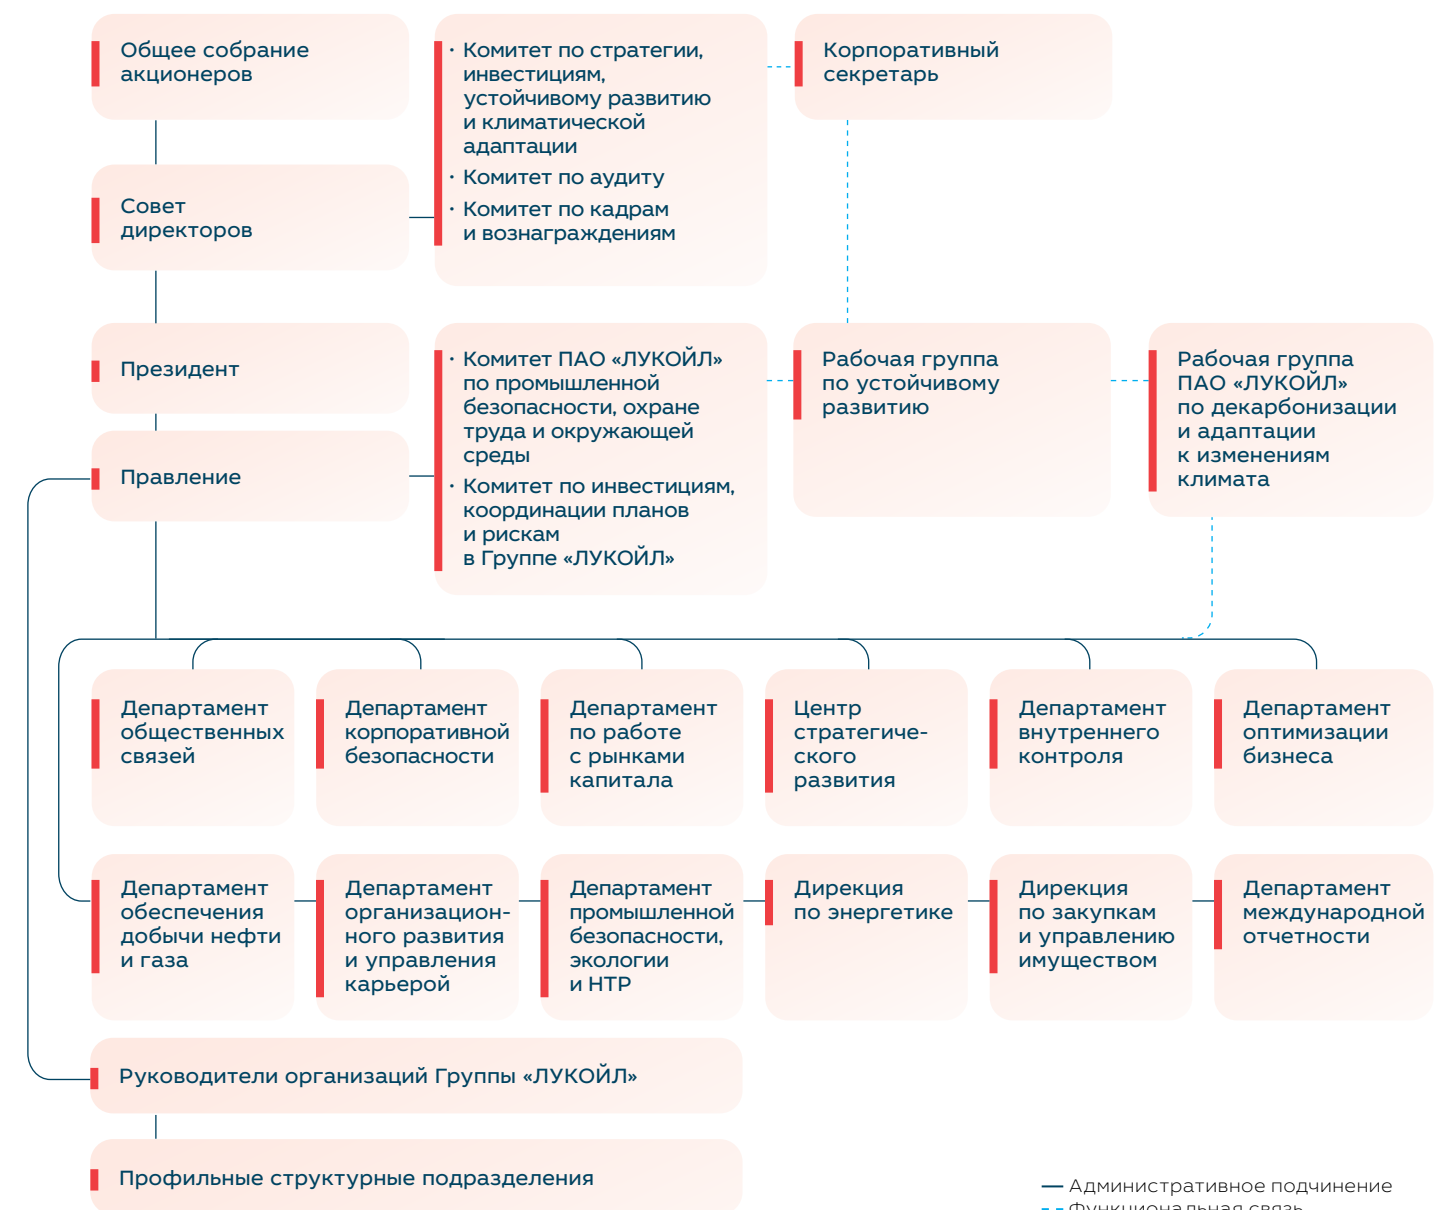 Общее собрание
акционеров
· Комитет по стратегии,
инвестициям,
устойчивому развитию
и климатической
адаптации
· Комитет по аудиту
· Комитет по кадрам
и вознаграждениям
Корпоративный
секретарь
Совет
директоров
Президент
Правление
· Комитет ПАО «ЛУКОЙЛ»
по промышленной
безопасности, охране
труда и окружающей
среды
· Комитет по инвестициям,
координации планов
и рискам
в Группе «ЛУКОЙЛ»
Рабочая группа
по устойчивому
развитию
Рабочая группа
ПАО «ЛУКОЙЛ»
по декарбонизации
и адаптации
к изменениям
климата
Департамент
общественных
связей
Департамент
корпоративной
безопасности
Департамент
по работе
с рынками
капитала
Центр
стратегиче-
ского
развития
Департамент
внутреннего
контроля
Департамент
оптимизации
бизнеса
Департамент
обеспечения
добычи нефти
и газа
Департамент
организацион-
ного развития
и управления
карьерой
Департамент
промышленной
безопасности,
экологии
и НТР
Дирекция
по энергетике
Дирекция
по закупкам
и управлению
имуществом
Департамент
международной
отчетности
Руководители организаций Группы «ЛУКОЙЛ»
Профильные структурные подразделения
Административное подчинение
Функциональная связь